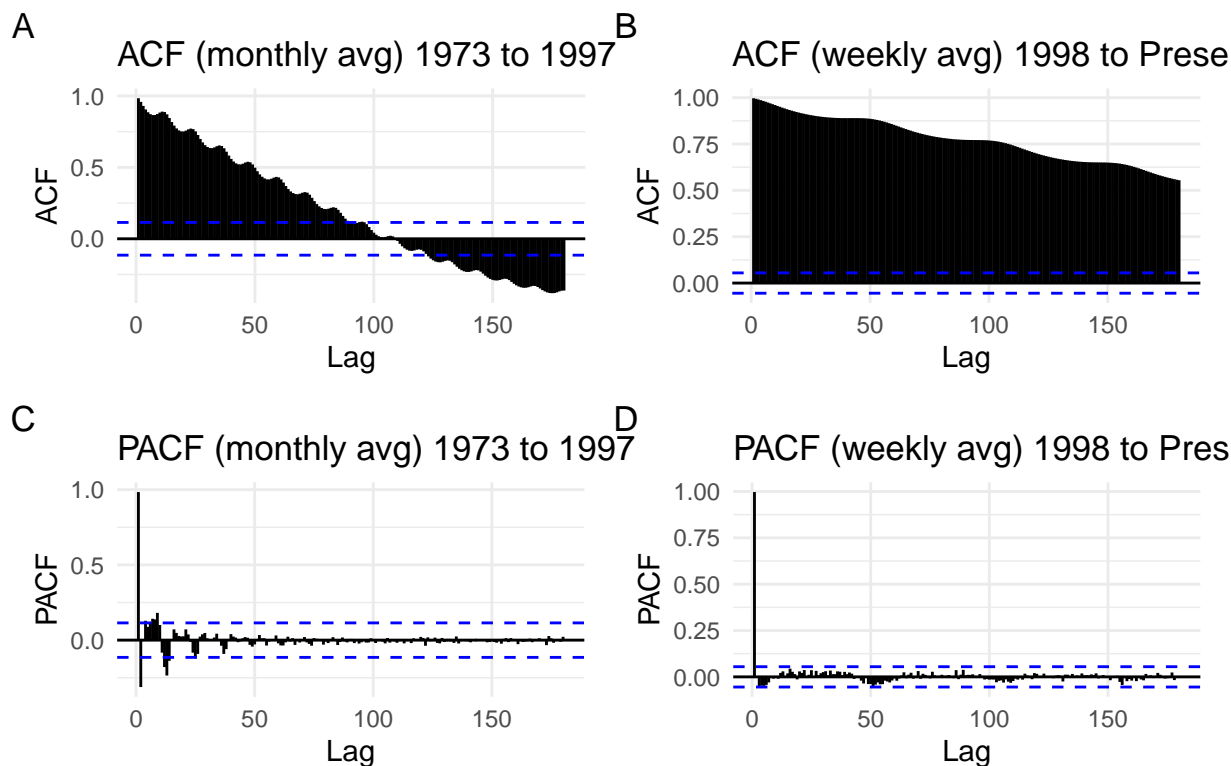 A
ACF (monthly avg) 1973 to 1997
1.0
0.5
0.0
ACF
0 50 100 150
Lag
B
ACF (weekly avg) 1998 to Prese
1.00
0.75
0.50
0.25
0.00
ACF
0 50 100 150
Lag
C
PACF (monthly avg) 1973 to 1997
1.0
0.5
0.0
PACF
0 50 100 150
Lag
D
PACF (weekly avg) 1998 to Pres
1.00
0.75
0.50
0.25
0.00
PACF
0 50 100 150
Lag